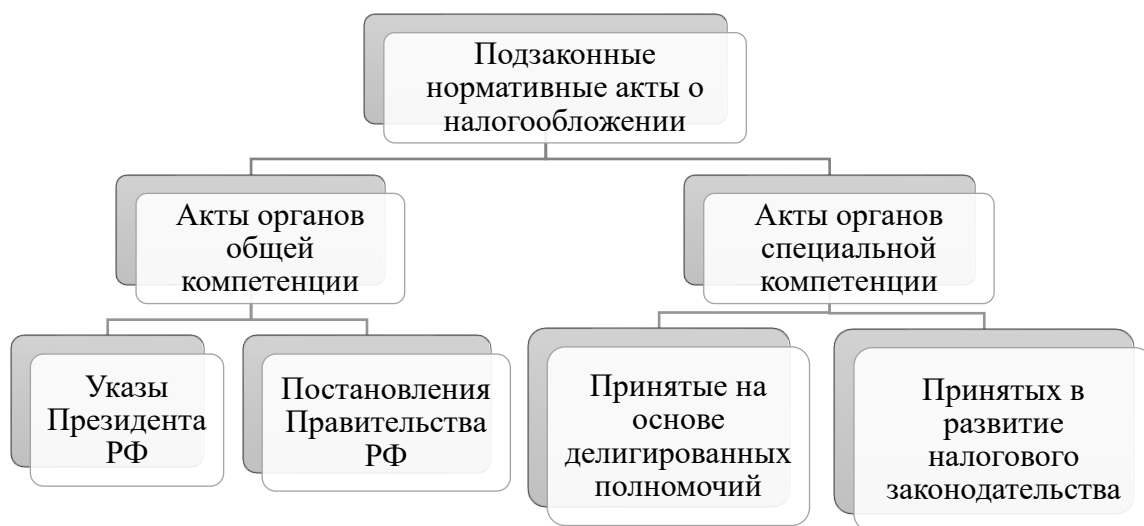 Подзаконные
нормативные акты о
налогообложении
Акты органов
общей
компетенции
Акты органов
специальной
компетенции
Указы
Президента
РФ
Постановления
Правительства
РФ
Принятые на
основе
делигированных
полномочий
Принятых в
развитие
налогового
законодательства